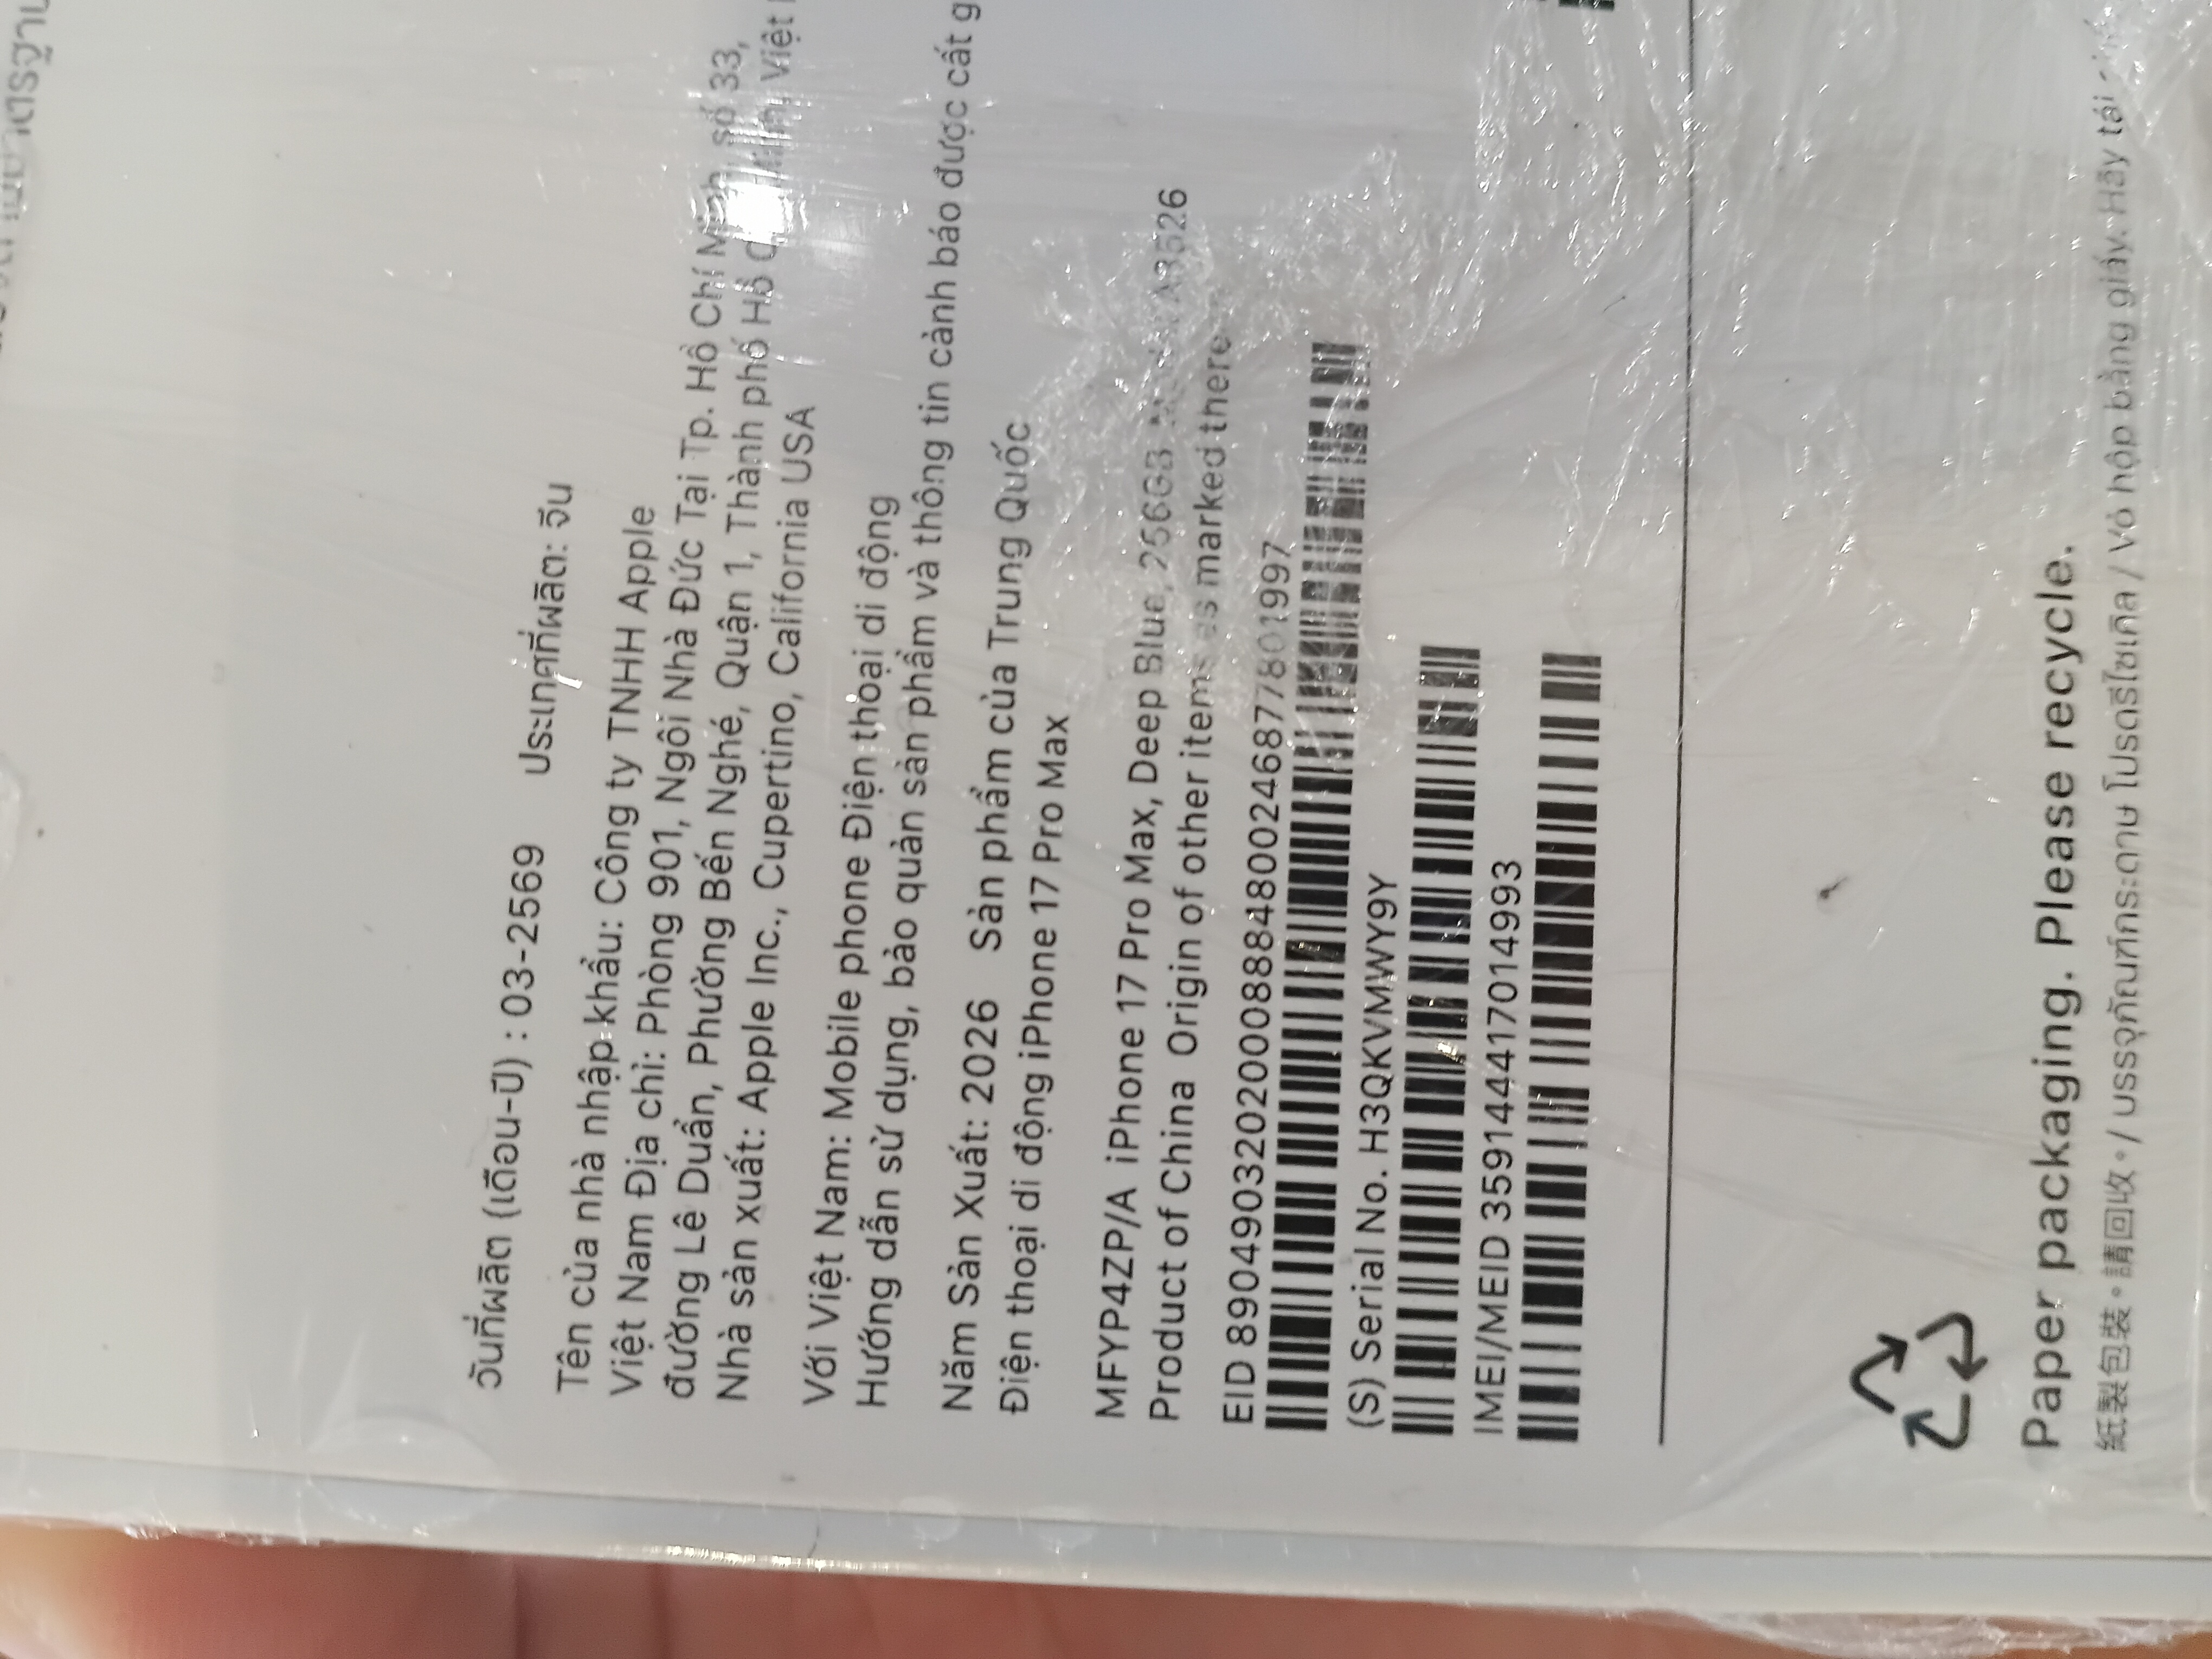 วันที่ผลิต (เดือน-ปี) : 03-2569 ประเทศที่ผลิต: จีน
Tên của nhà nhập khẩu: Công ty TNHH Apple
Việt Nam Địa chỉ: Phòng 901, Ngôi Nhà Đức Tại Tp. Hồ Chí Minh, số 33,
đường Lê Duẩn, Phường Bến Nghé, Quận 1, Thành phố Hồ Việt
Nhà sản xuất: Apple Inc., Cupertino, California USA
Với Việt Nam: Mobile phone Điện thoại di động
Hướng dẫn sử dụng, bảo quản sản phẩm và thông tin cảnh báo được cất
Năm Sản Xuất: 2026 Sản phẩm của Trung Quốc
Điện thoại di động iPhone 17 Pro Max
MFYP4ZP/A iPhone 17 Pro Max, Deep Blue, 256GB
Product of China Origin of other items as marked
EID 89049032020008884800246877801997
(S) Serial No. H3QKVMWY9Y
IMEI/MEID 359144417014993
Paper packaging. Please recycle.
紙製包裝。請回收。/ บรรจุภัณฑ์กระดาษ โปรดรีไซเคิล / Vỏ hộp bằng giấy. Hãy tái